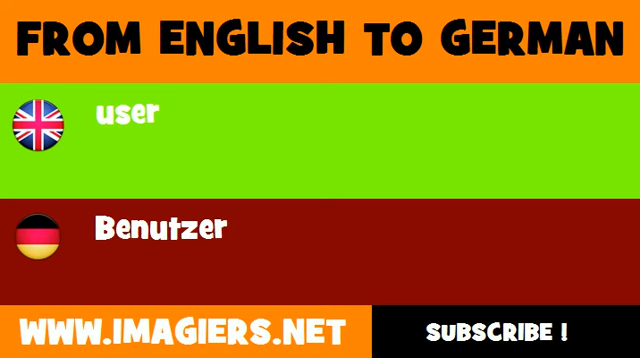 FROM ENGLISH TO GERMAN
user
Benutzer
WWW.IMAGIERS.NET
SUBSCRIBE !